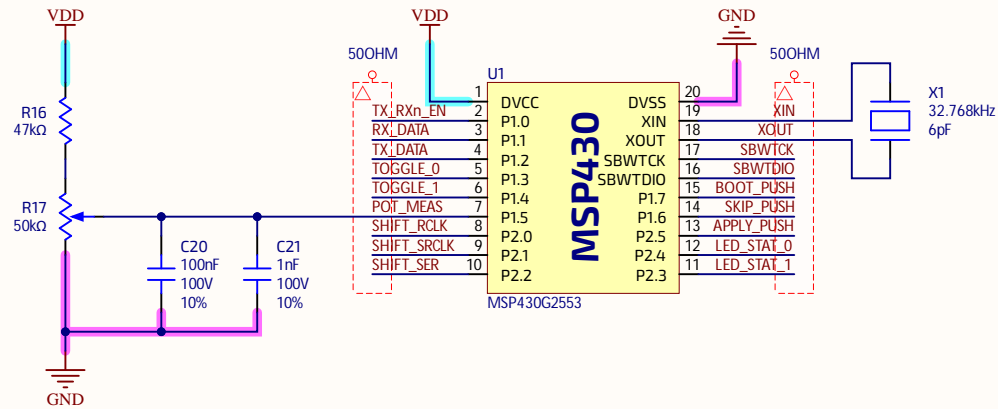 VDD
VDD
GND
50OHM
50OHM
U1
R16
47kΩ
R17
50kΩ
C20
100nF
100V
10%
C21
1nF
100V
10%
GND
TX_RXn_EN
RX_DATA
TX_DATA
TOGGLE_0
TOGGLE_1
POT_MEAS
SHIFT_RCLK
SHIFT_SRCLK
SHIFT_SER
1
2
3
4
5
6
7
8
9
10
DVCC
P1.0
P1.1
P1.2
P1.3
P1.4
P1.5
P2.0
P2.1
P2.2
MSP430
DVSS
XIN
XOUT
SBWTCK
SBWTDIO
P1.7
P1.6
P2.5
P2.4
P2.3
20
19
18
17
16
15
14
13
12
11
XIN
XOUT
SBWTCK
SBWTDIO
BOOT_PUSH
SKIP_PUSH
APPLY_PUSH
LED_STAT_0
LED_STAT_1
MSP430G2553
X1
32.768kHz
6pF